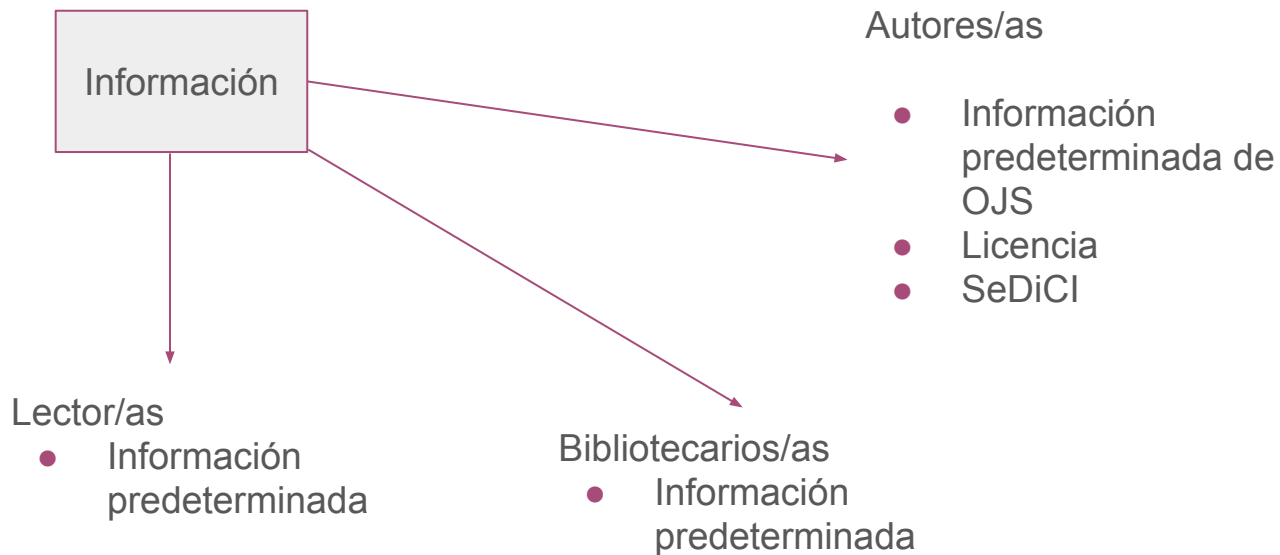 Información
Autores/as
● Información
predeterminada de
OJS
● Licencia
● SeDiCI
Lector/as
● Información
predeterminada
Bibliotecarios/as
● Información
predeterminada